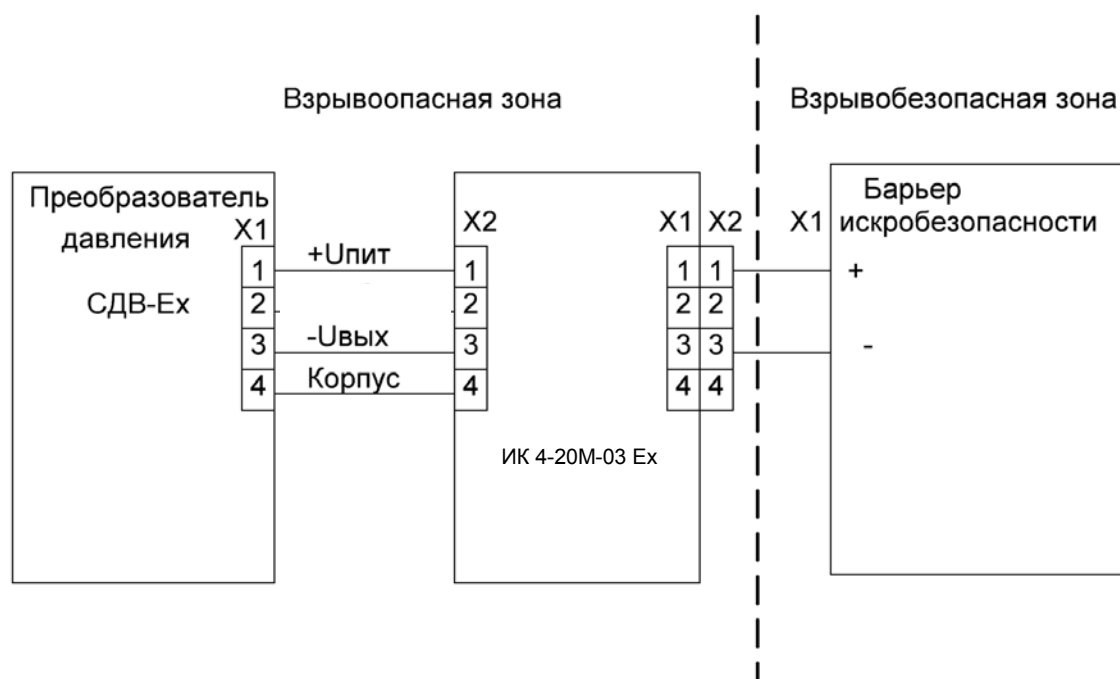 Взрывоопасная зона
Взрывобезопасная зона
Преобразователь
давления
СДВ-Ex
X1
1
2
3
4
+Uпит
-Uвых
Корпус
X2
1
2
3
4
ИК 4-20М-03 Ex
X1 X2
1 1
2 2
3 3
4 4
X1
Барьер
искробезопасности
+
-